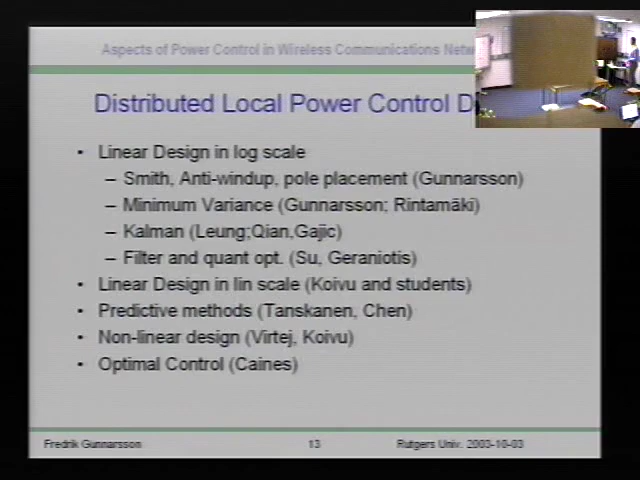 Aspects of Power Control in Wireless Communications
Distributed Local Power Control
• Linear Design in log scale
– Smith, Anti-windup, pole placement (Gunnarsson)
– Minimum Variance (Gunnarsson; Rintamäki)
– Kalman (Leung;Qian,Gajic)
– Filter and quant opt. (Su, Geraniotis)
• Linear Design in lin scale (Koivu and students)
• Predictive methods (Tanskanen, Chen)
• Non-linear design (Virtej, Koivu)
• Optimal Control (Caines)
Fredrik Gunnarsson
13
Rutgers Univ. 2003-10-03